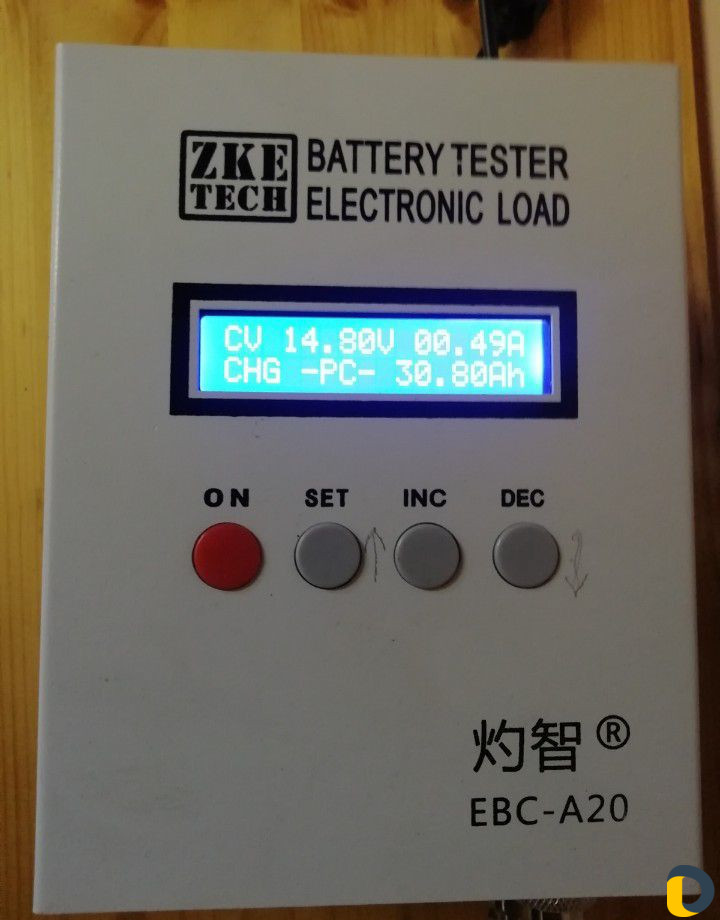 ZKE TECH
BATTERY TESTER
ELECTRONIC LOAD
CV 14.80V 00.49A
CHG -PC- 30.80Ah
ON SET INC DEC
灼智®
EBC-A20